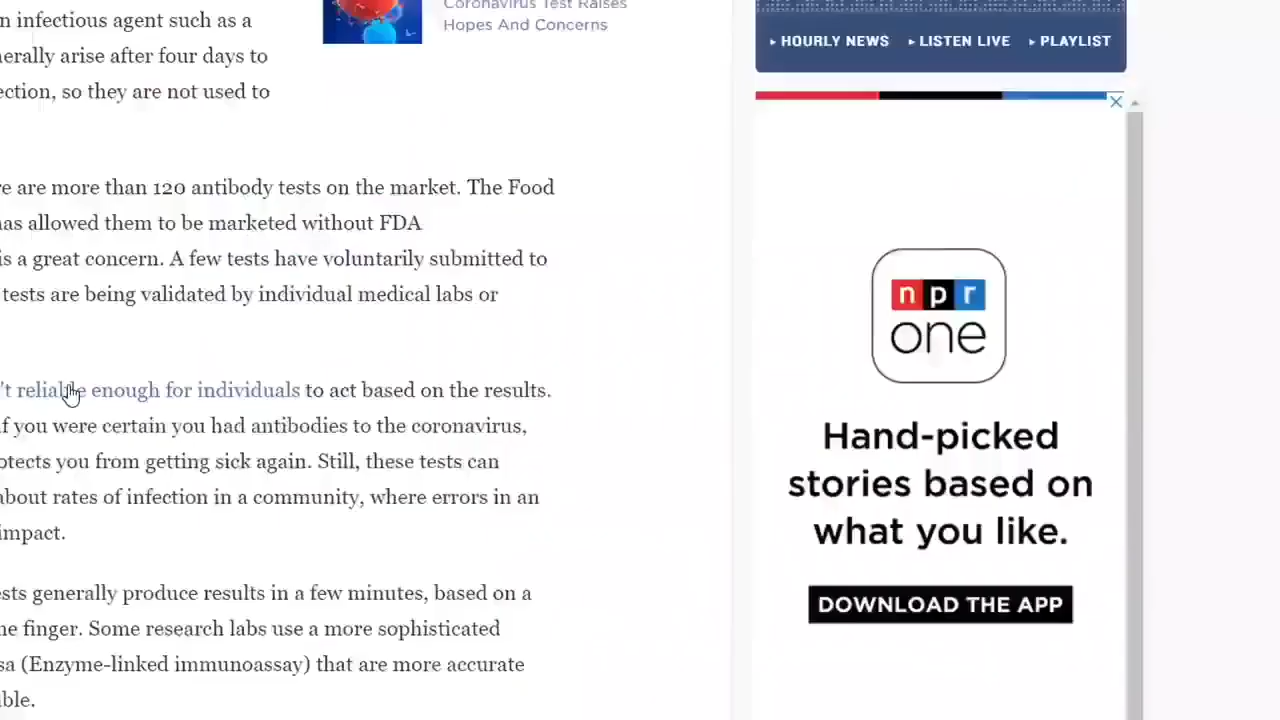 n infectious agent such as a
nerally arise after four days to
ection, so they are not used to
Coronavirus Test Raises
Hopes And Concerns
re are more than 120 antibody tests on the market. The Food
has allowed them to be marketed without FDA
is a great concern. A few tests have voluntarily submitted to
tests are being validated by individual medical labs or
't reliable enough for individuals to act based on the results.
if you were certain you had antibodies to the coronavirus,
otects you from getting sick again. Still, these tests can
about rates of infection in a community, where errors in an
impact.
ests generally produce results in a few minutes, based on a
ne finger. Some research labs use a more sophisticated
sa (Enzyme-linked immunoassay) that are more accurate
ible.
HOURLY NEWS LISTEN LIVE PLAYLIST
npr
one
Hand-picked
stories based on
what you like.
DOWNLOAD THE APP